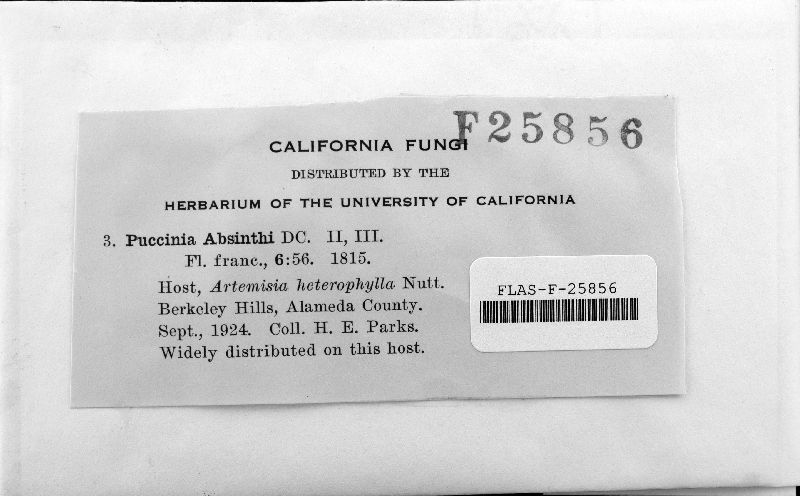 F25856
CALIFORNIA FUNGI
DISTRIBUTED BY THE
HERBARIUM OF THE UNIVERSITY OF CALIFORNIA
3. Puccinia Absinthi DC. II, III.
Fl. franc., 6:56. 1815.
Host, Artemisia heterophylla Nutt.
Berkeley Hills, Alameda County.
Sept., 1924. Coll. H. E. Parks.
Widely distributed on this host.
FLAS-F-25856